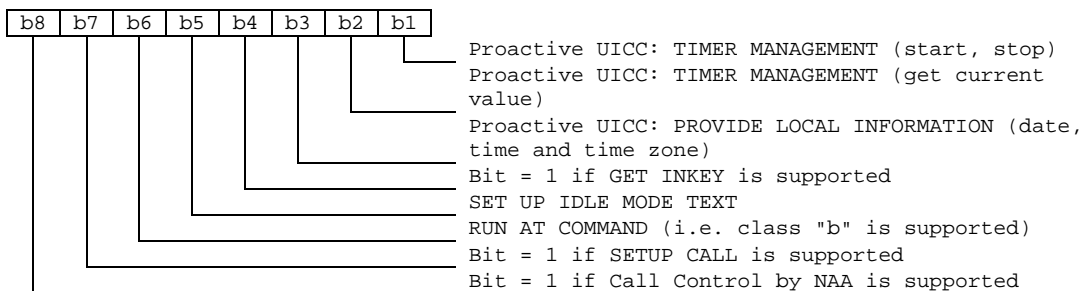 b8 b7 b6 b5 b4 b3 b2 b1
Proactive UICC: TIMER MANAGEMENT (start, stop)
Proactive UICC: TIMER MANAGEMENT (get current
value)
Proactive UICC: PROVIDE LOCAL INFORMATION (date,
time and time zone)
Bit = 1 if GET INKEY is supported
SET UP IDLE MODE TEXT
RUN AT COMMAND (i.e. class "b" is supported)
Bit = 1 if SETUP CALL is supported
Bit = 1 if Call Control by NAA is supported